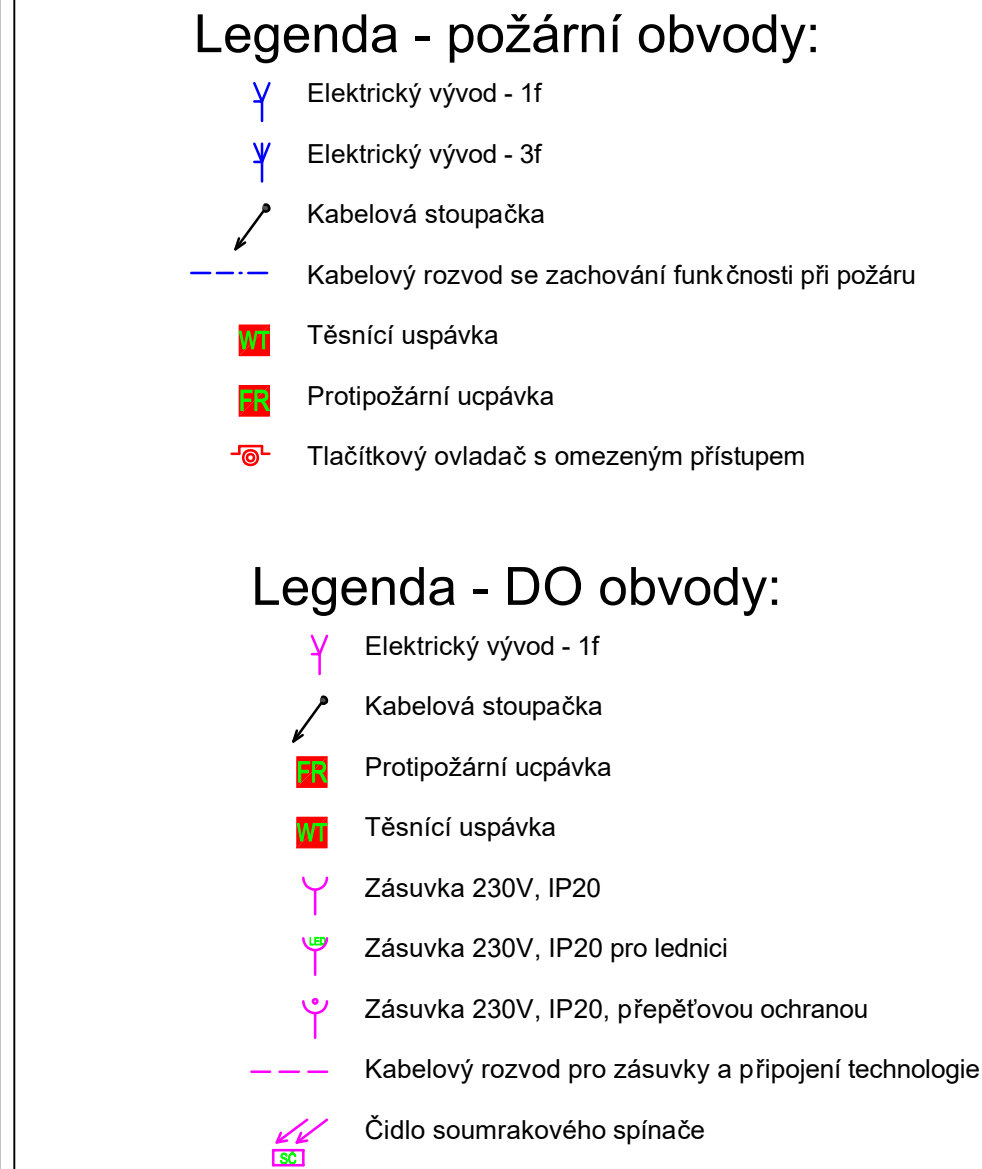 Legenda - požární obvody:
Elektrický vývod - 1f
Elektrický vývod - 3f
Kabelová stoupačka
Kabelový rozvod se zachování funkčnosti při požáru
WT Těsnící uspávka
FR Protipožární ucpávka
Tlačítkový ovladač s omezeným přístupem
Legenda - DO obvody:
Elektrický vývod - 1f
Kabelová stoupačka
FR Protipožární ucpávka
WT Těsnící uspávka
Zásuvka 230V, IP20
LED Zásuvka 230V, IP20 pro lednici
Zásuvka 230V, IP20, přepěťovou ochranou
Kabelový rozvod pro zásuvky a připojení technologie
Čidlo soumrakového spínače
SČ